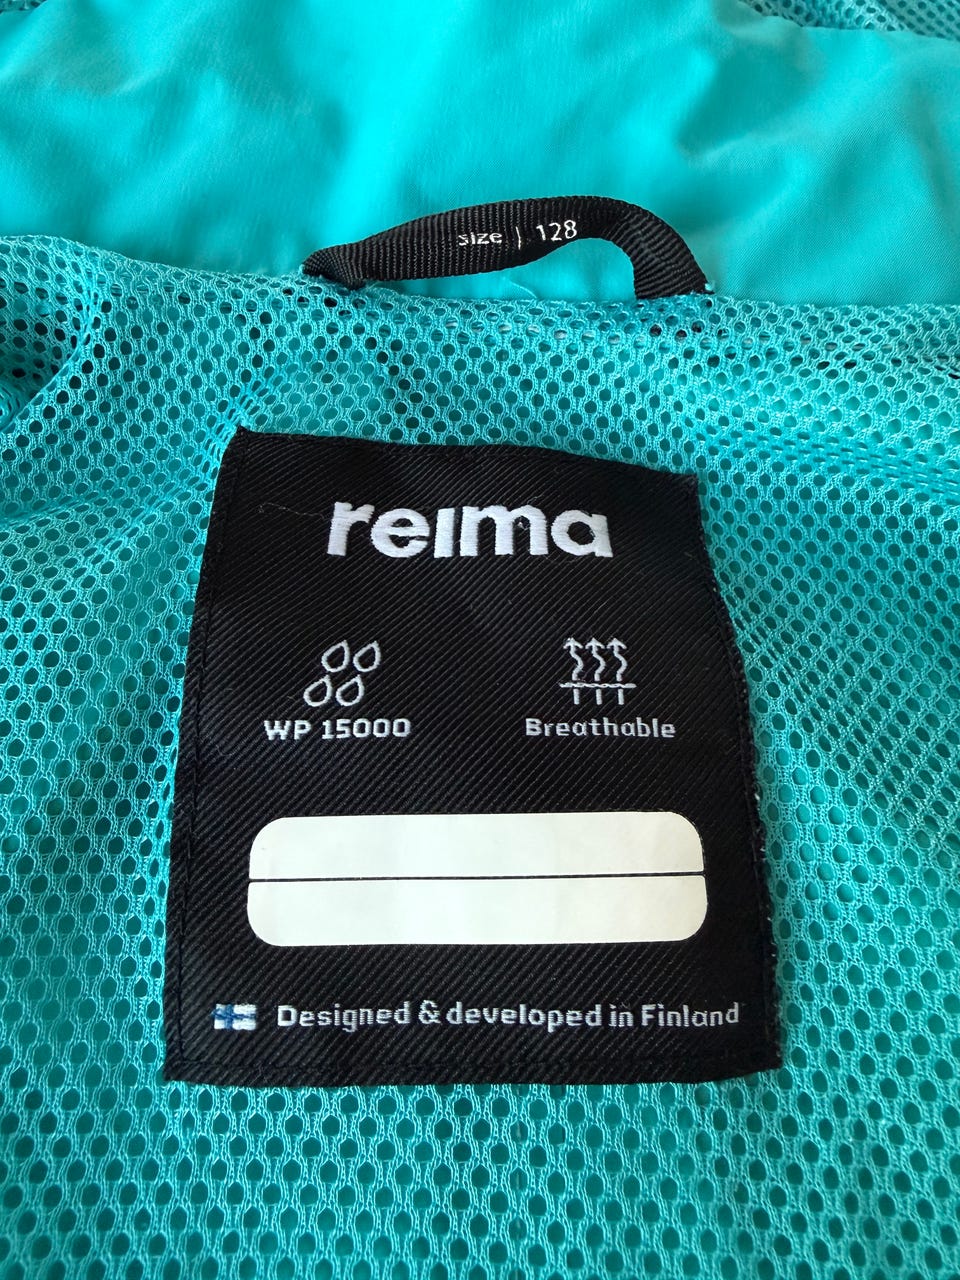 size | 128
reima
WP 15000
Breathable
Designed & developed in Finland